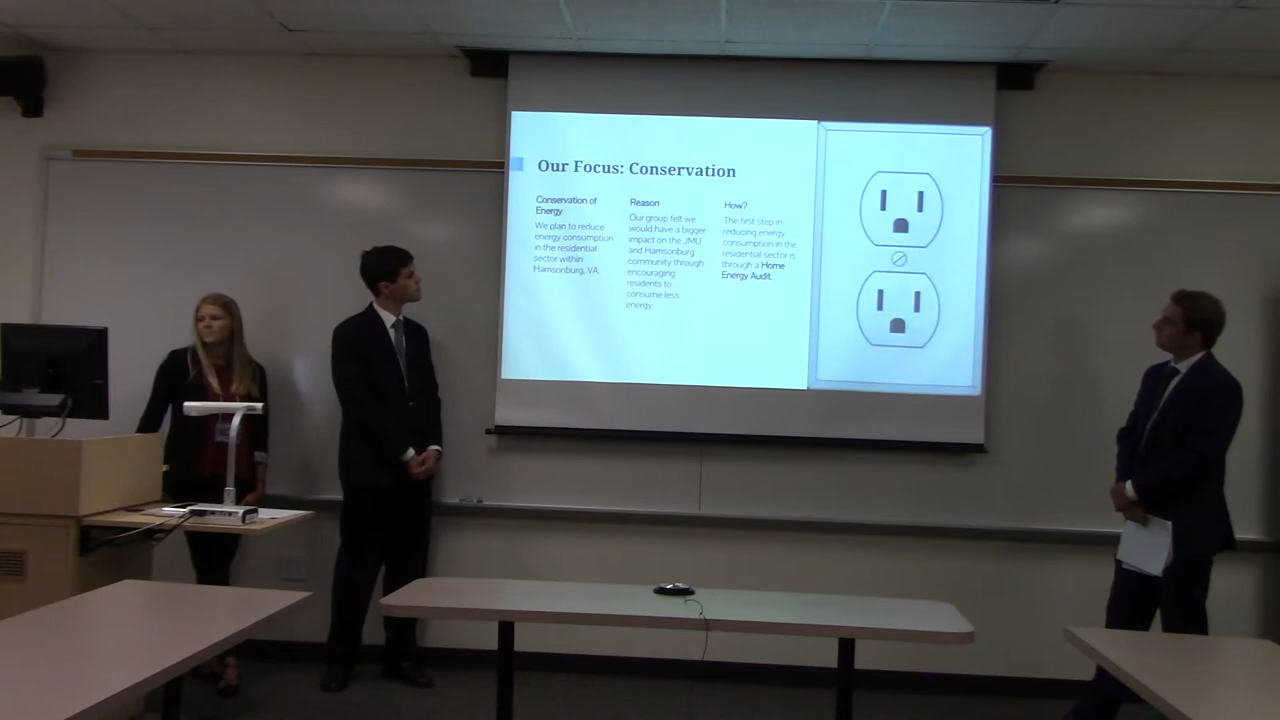 Our Focus: Conservation
Conservation of
Energy
We plan to reduce
energy consumption
in the residential
sector within
Harrisonburg, VA.
Reason
Our group felt we
would have a bigger
impact on the JMU
and Harrisonburg
community through
encouraging
residents to
consume less
energy.
How?
The first step in
reducing energy
consumption in the
residential sector is
through a Home
Energy Audit.